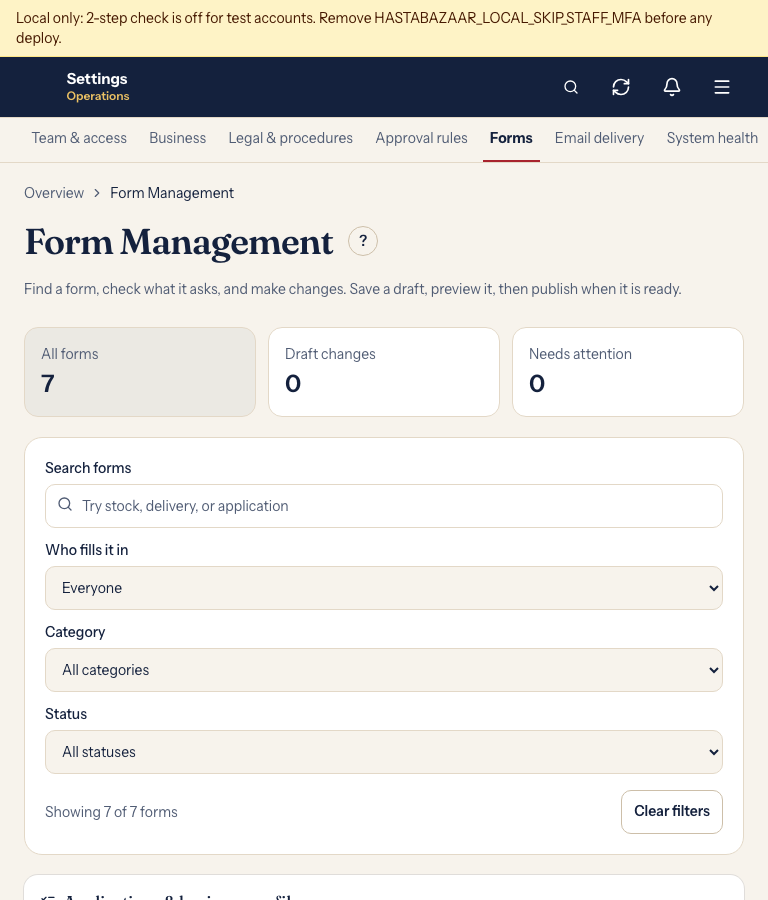 Local only: 2-step check is off for test accounts. Remove HASTABAZAAR_LOCAL_SKIP_STAFF_MFA before any
deploy.
Settings
Operations
Team & access
Business
Legal & procedures
Approval rules
Forms
Email delivery
System health
Overview
Form Management
Form Management
?
Find a form, check what it asks, and make changes. Save a draft, preview it, then publish when it is ready.
All forms
7
Draft changes
0
Needs attention
0
Search forms
Try stock, delivery, or application
Who fills it in
Everyone
Category
All categories
Status
All statuses
Showing 7 of 7 forms
Clear filters